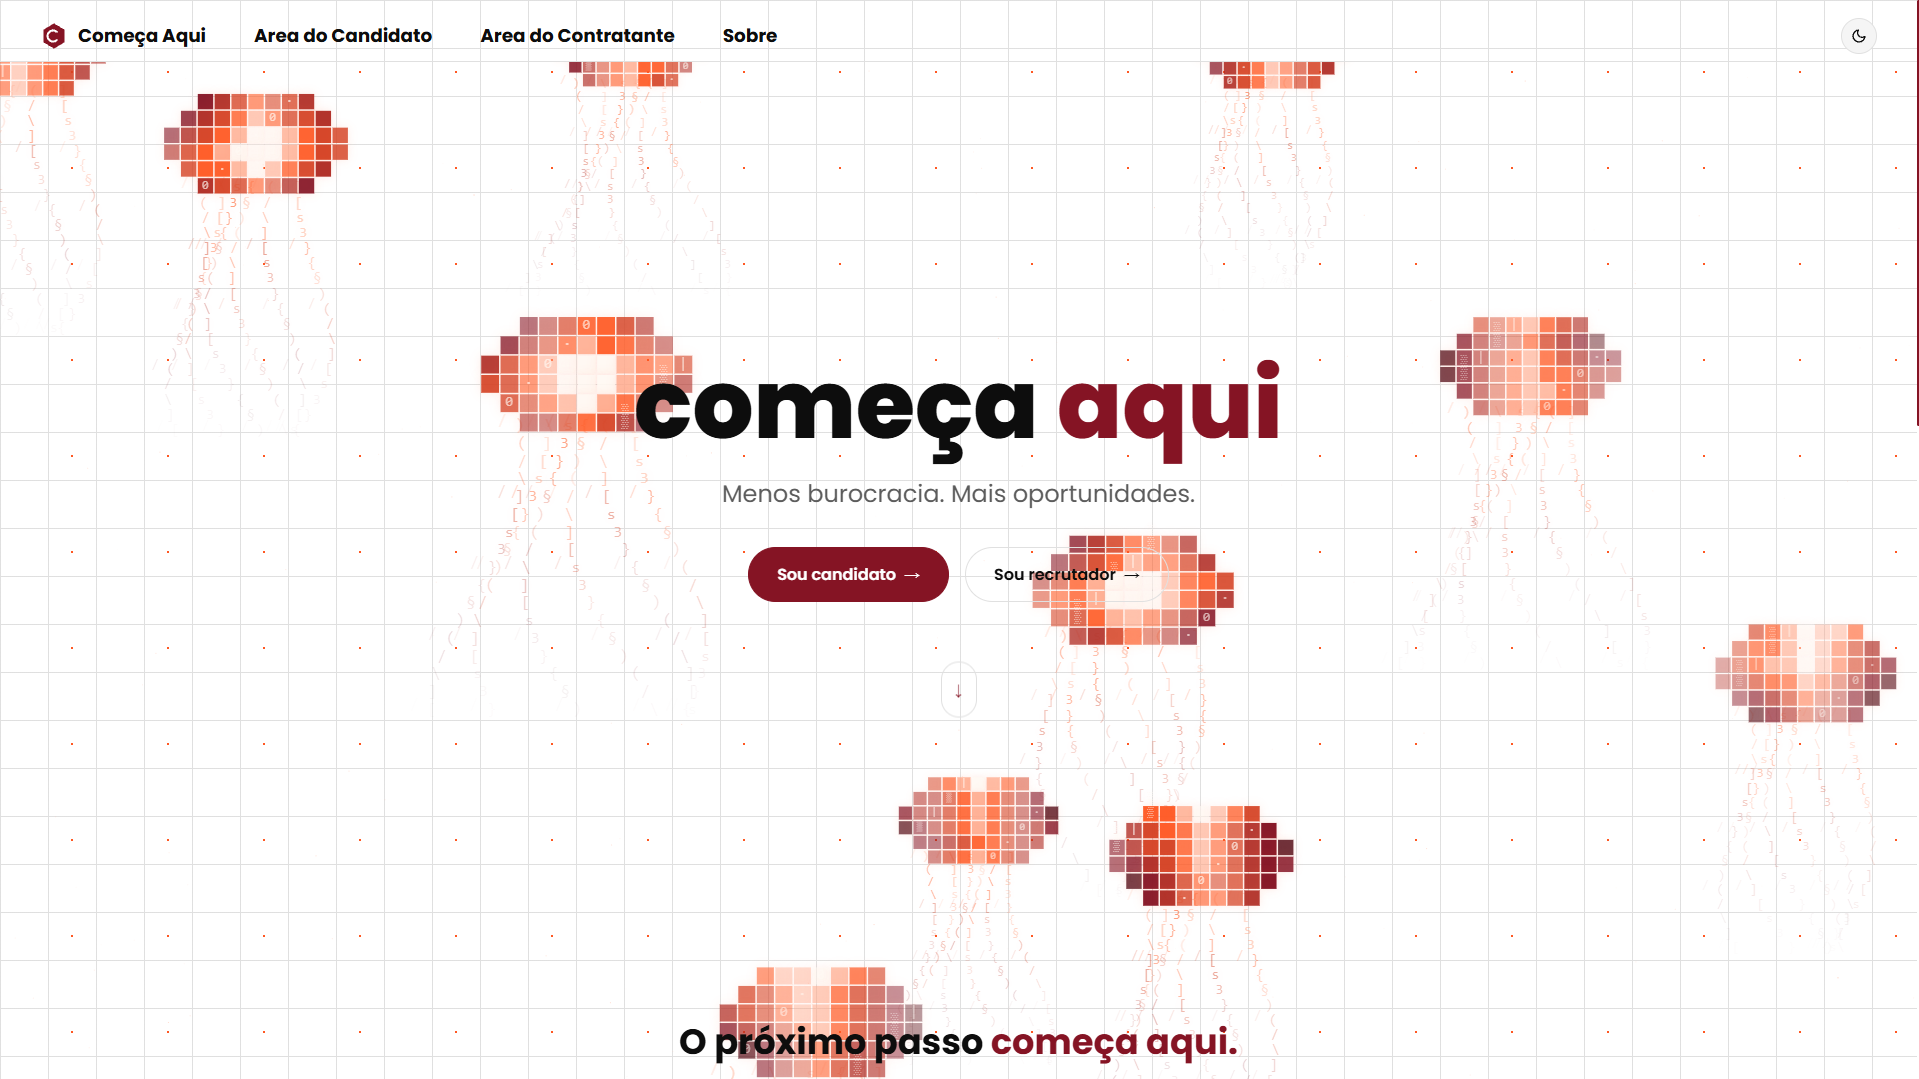 Começa Aqui
Area do Candidato
Area do Contratante
Sobre
começa aqui
Menos burocracia. Mais oportunidades.
Sou candidato →
Sou recrutador →
↓
O próximo passo começa aqui.